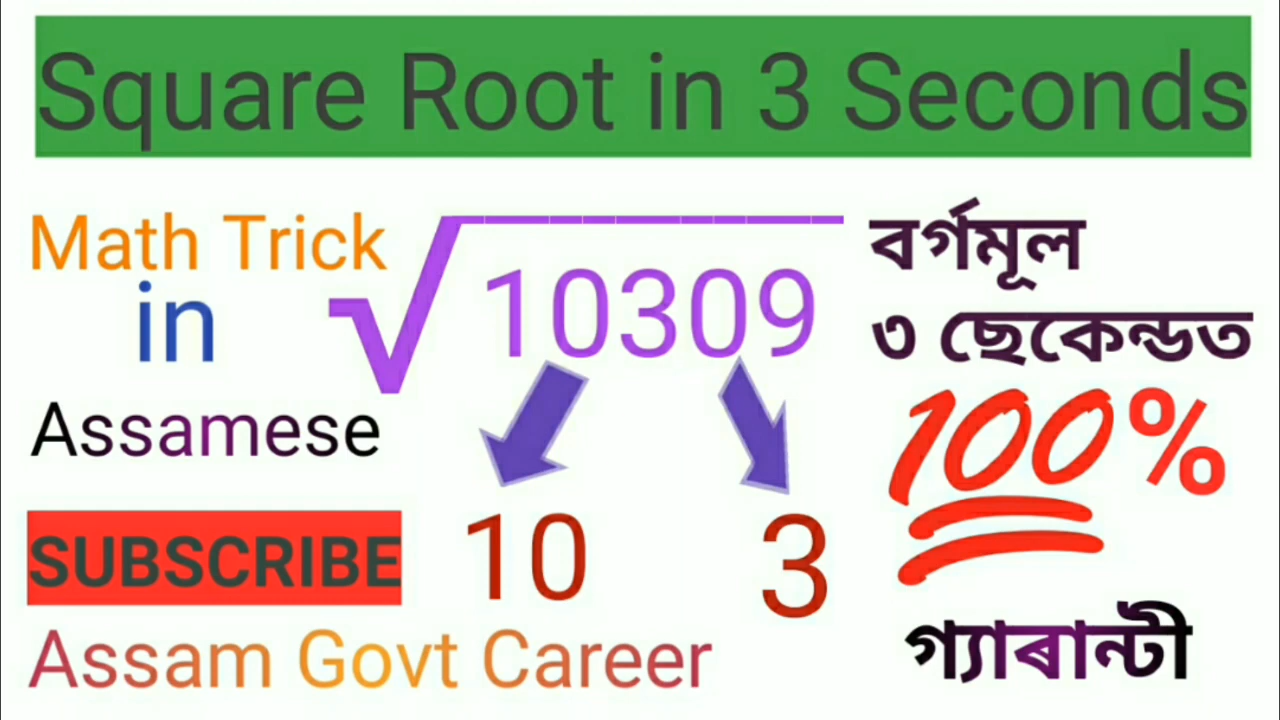 Square Root in 3 Seconds
Math Trick
in
Assamese
√10309
10 3
বৰ্গমূল
৩ ছেকেন্ডত
100%
গ্যাৰান্টী
SUBSCRIBE
Assam Govt Career